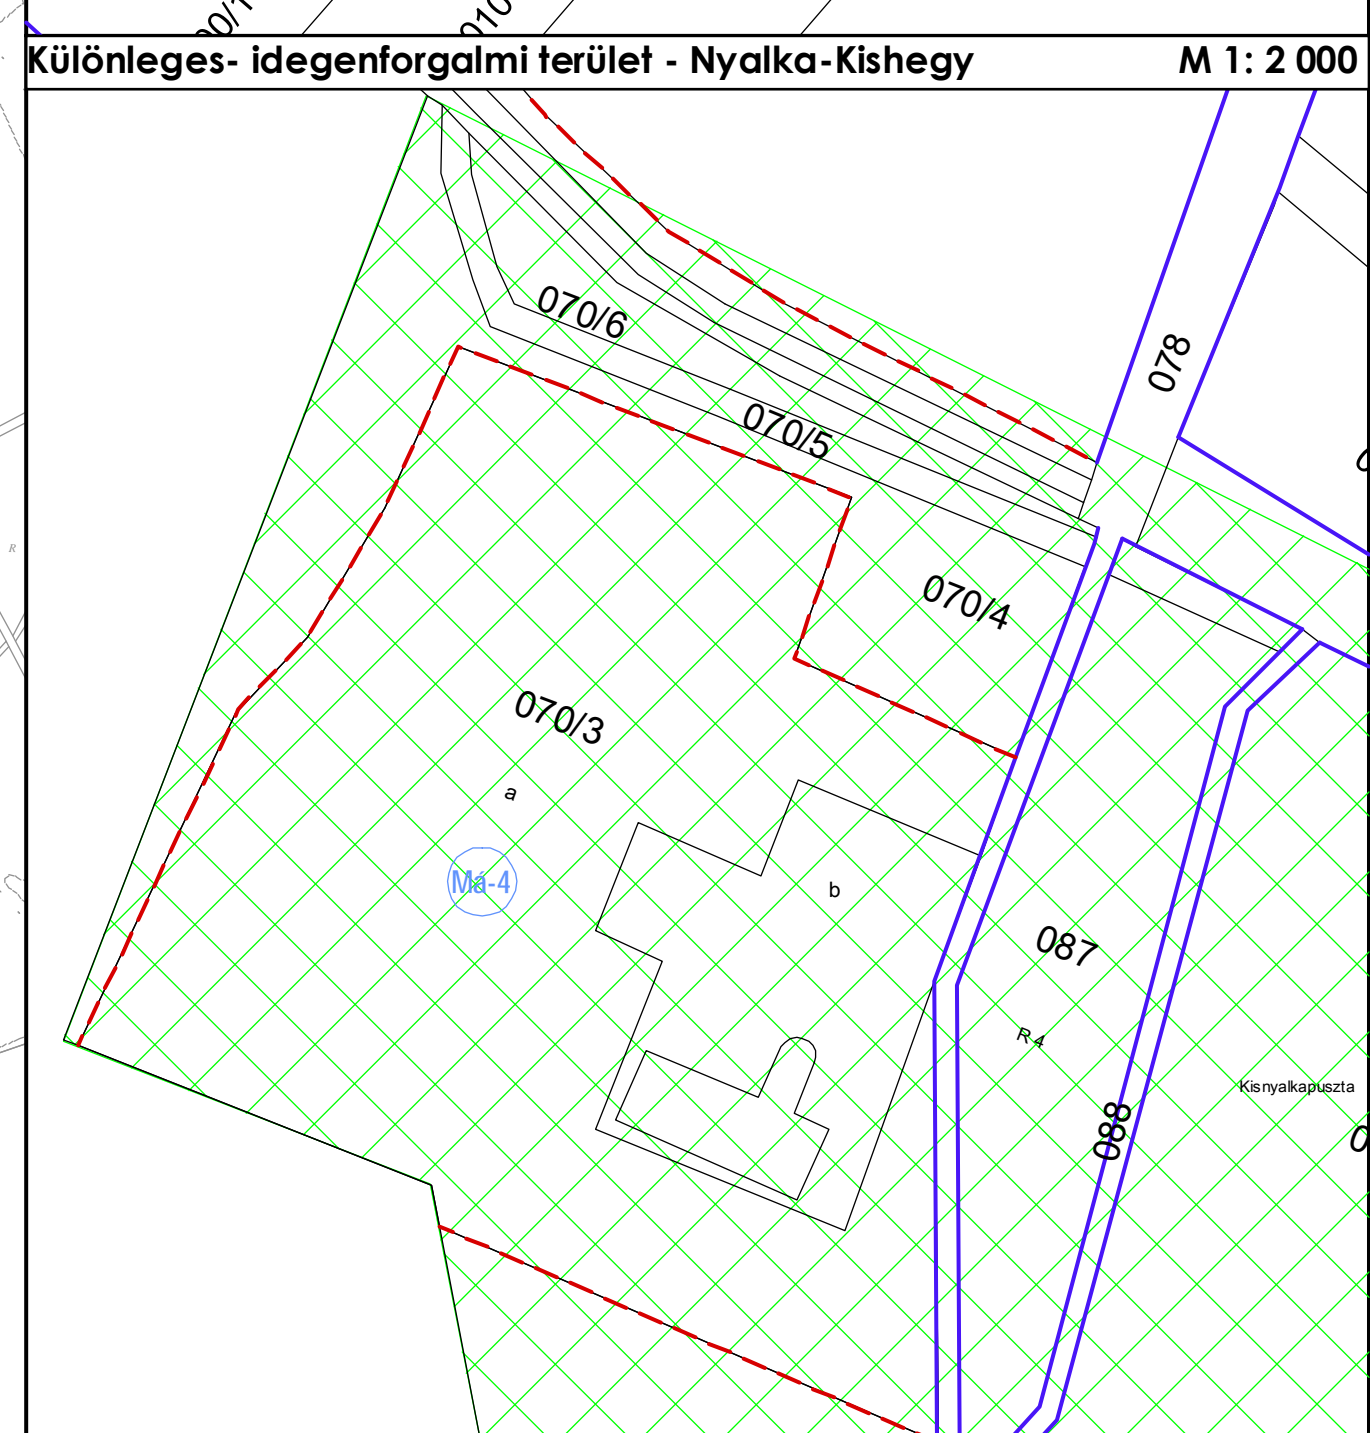 Különleges- idegenforgalmi terület - Nyalka-Kishegy M 1: 2 000
070/6
078
070/5
070/4
070/3
a
Má-4
b
087
R 4
Kisnyalkapuszta
088
R